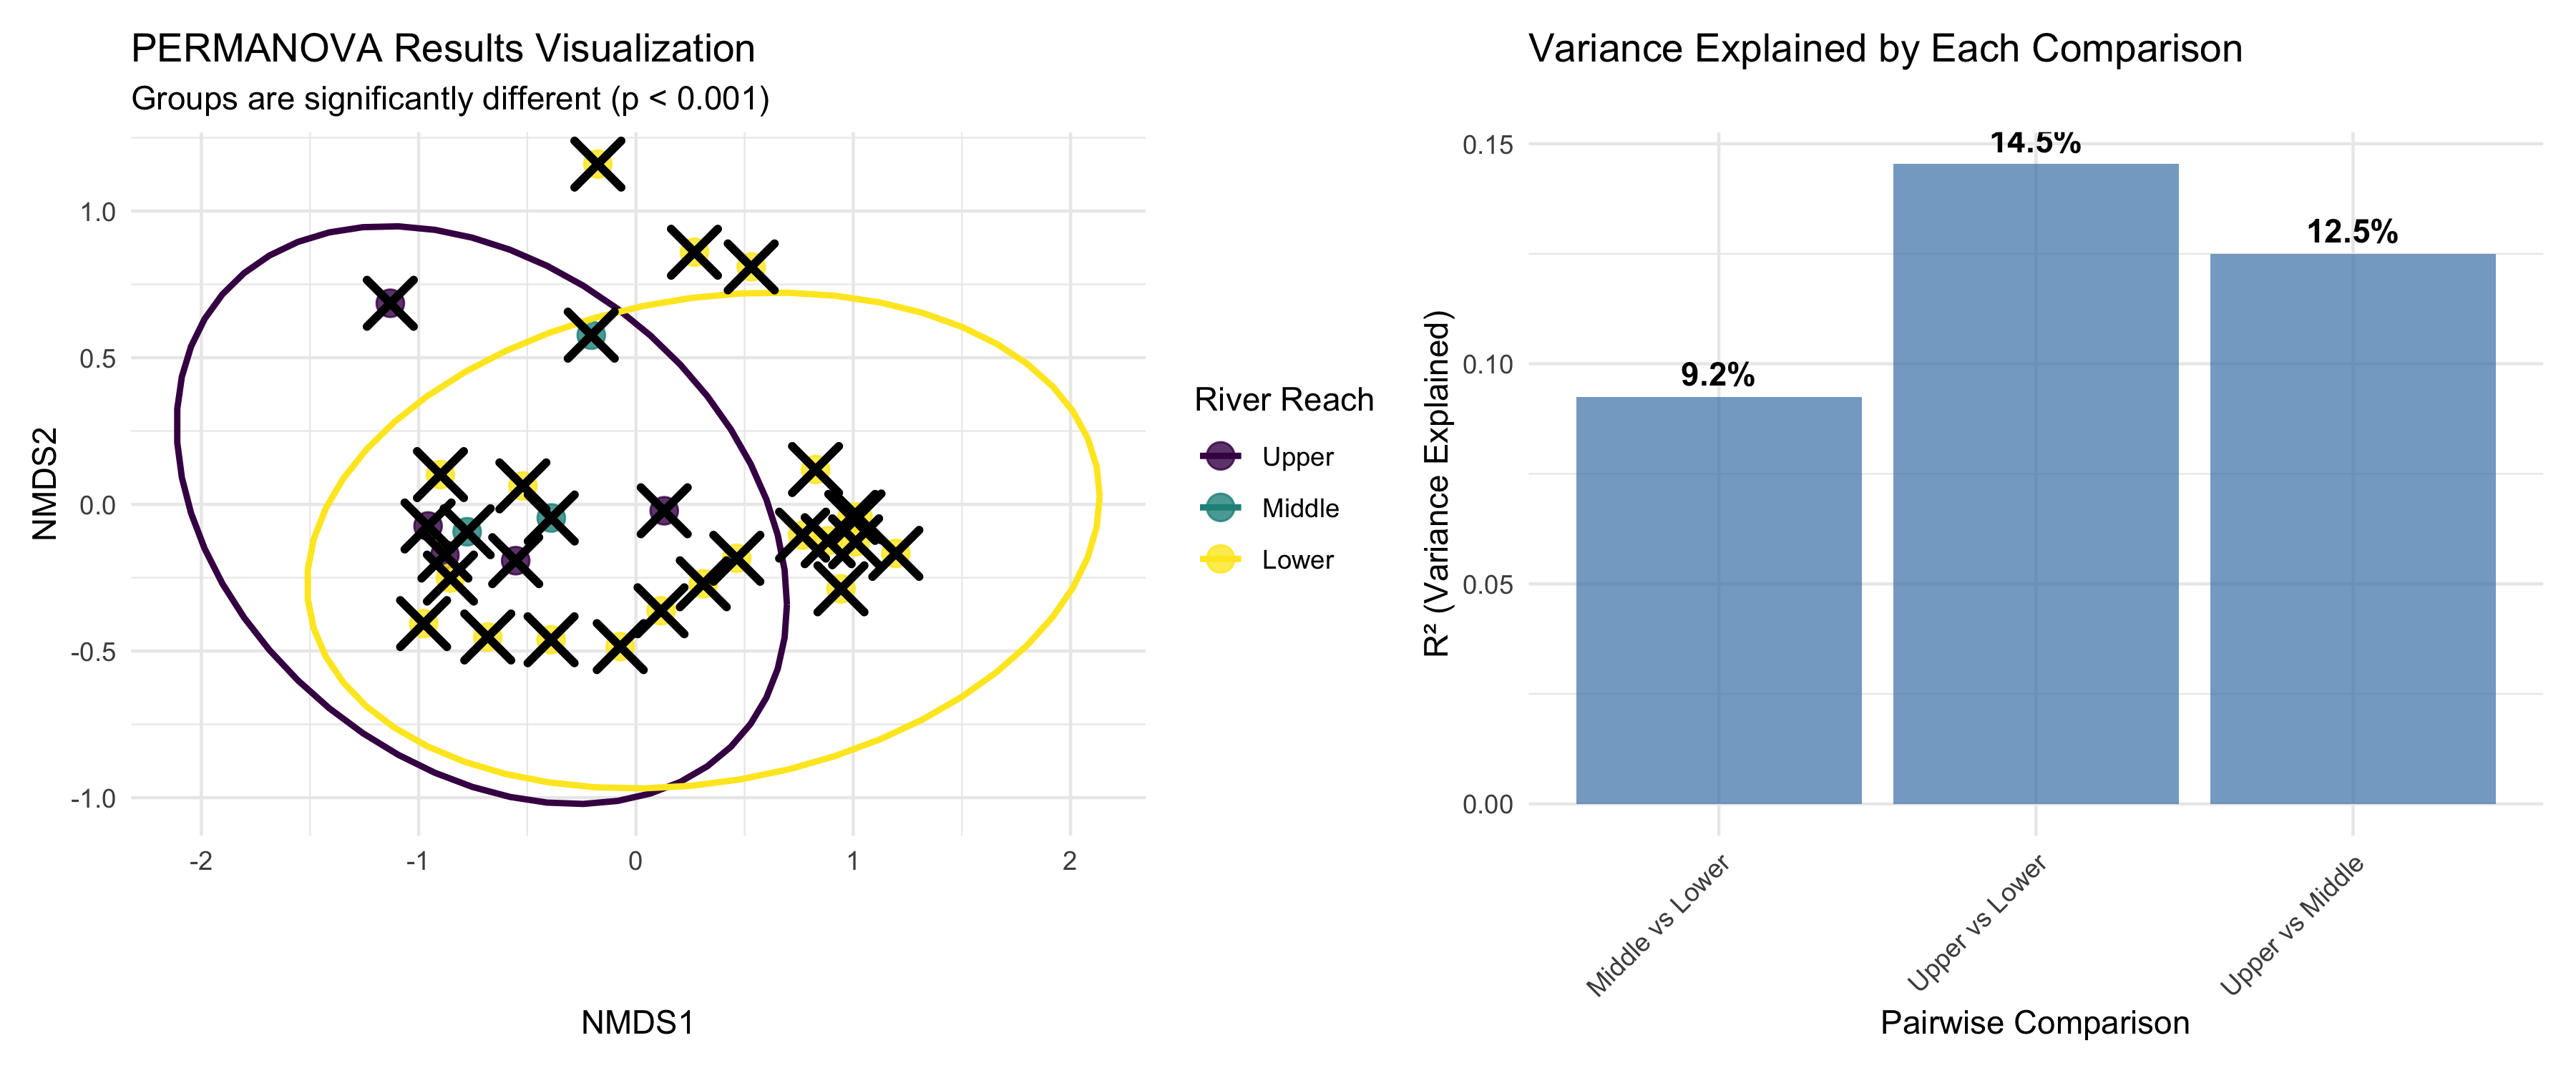 PERMANOVA Results Visualization
Groups are significantly different (p < 0.001)
NMDS2
1.0
0.5
0.0
-0.5
-1.0
-2
-1
0
1
2
NMDS1
River Reach
Upper
Middle
Lower
Variance Explained by Each Comparison
R² (Variance Explained)
0.15
0.10
0.05
0.00
9.2%
14.5%
12.5%
Middle vs Lower
Upper vs Lower
Upper vs Middle
Pairwise Comparison